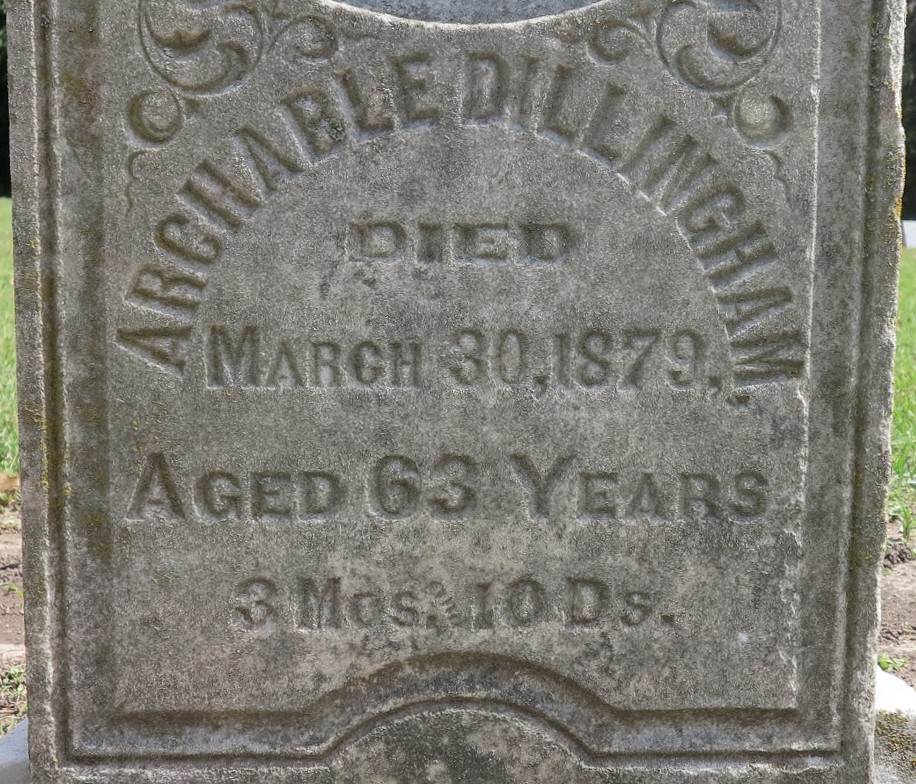 ARCHABLE DILLINGHAM
DIED
MARCH 30, 1879,
AGED 63 YEARS
3 MOS. 10 DS.